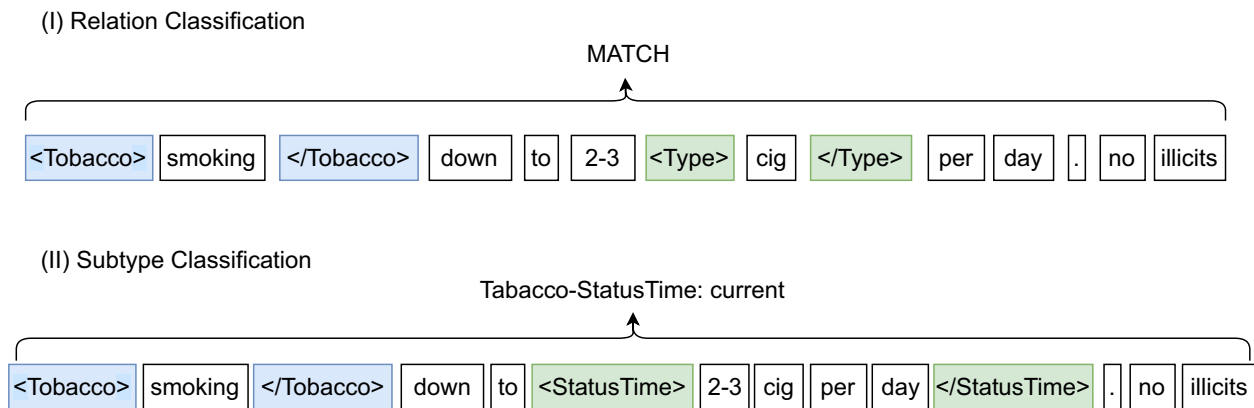 (I) Relation Classification
MATCH
<Tobacco> smoking </Tobacco> down to 2-3 <Type> cig </Type> per day . no illicits
(II) Subtype Classification
Tabacco-StatusTime: current
<Tobacco> smoking </Tobacco> down to <StatusTime> 2-3 cig per day </StatusTime> . no illicits